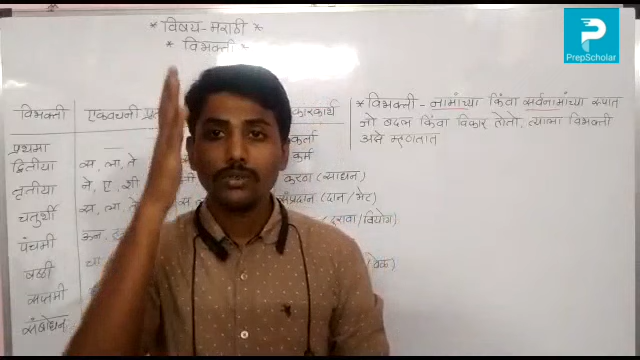 * विषय - मराठी *
* विभक्ती -
PrepScholar
विभक्ती एकवचनी कारकार्थ
प्रथमा कर्ता
द्वितीया स, ला, ते कर्म
तृतीया ने, ए, शी करण (साधन)
चतुर्थी स, ला, ते संप्रदान (दान/भेट)
पंचमी ऊन, (दुरावा/वियोग)
षष्ठी चा
सप्तमी
संबोधन
* विभक्ती - नामांच्या किंवा सर्वनामांच्या रुपात
जो बदल किंवा विकार होतो, त्याला विभक्ती
असे म्हणतात